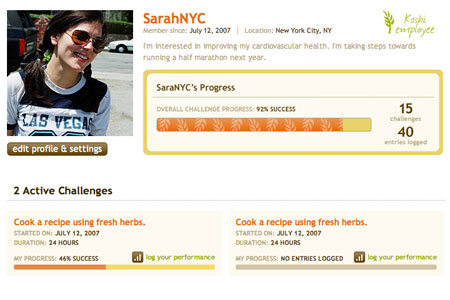 SarahNYC
Member since: July 12, 2007 | Location: New York City, NY
Kashi employee
I'm interested in improving my cardiovascular health. I'm taking steps towards
running a half marathon next year.
LAS VEGAS
edit profile & settings
SaraNYC's Progress
OVERALL CHALLENGE PROGRESS: 92% SUCCESS
15
challenges
40
entries logged
2 Active Challenges
Cook a recipe using fresh herbs.
STARTED ON: JULY 12, 2007
DURATION: 24 HOURS
MY PROGRESS: 46% SUCCESS log your performance
Cook a recipe using fresh herbs.
STARTED ON: JULY 12, 2007
DURATION: 24 HOURS
MY PROGRESS: NO ENTRIES LOGGED log your performance